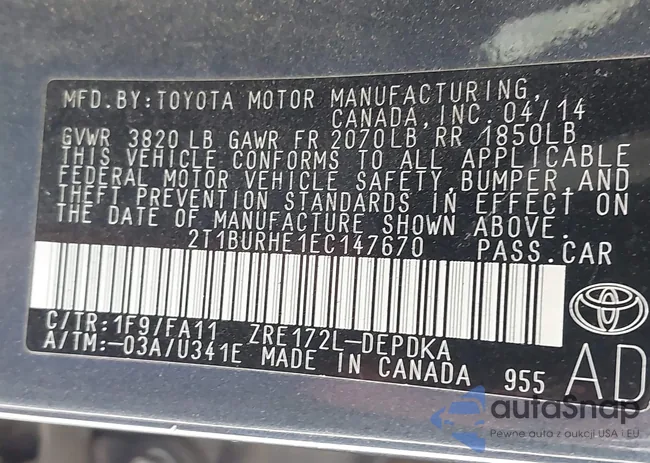 MFD.BY:TOYOTA MOTOR MANUFACTURING,
CANADA,INC.04/14
GVWR 3820 LB GAWR FR 2070LB RR 1850LB
THIS VEHICLE CONFORMS TO ALL APPLICABLE
FEDERAL MOTOR VEHICLE SAFETY,BUMPER,AND
THEFT PREVENTION STANDARDS IN EFFECT ON
THE DATE OF MANUFACTURE SHOWN ABOVE.
2T1BURHE1EC147670 PASS.CAR
C/TR:1F9/FA11 ZRE172L-DEPDKA
A/TM:-03A/U341E MADE IN CANADA 955 AD
autaSnap
Pewne auta z aukcji USA i EU